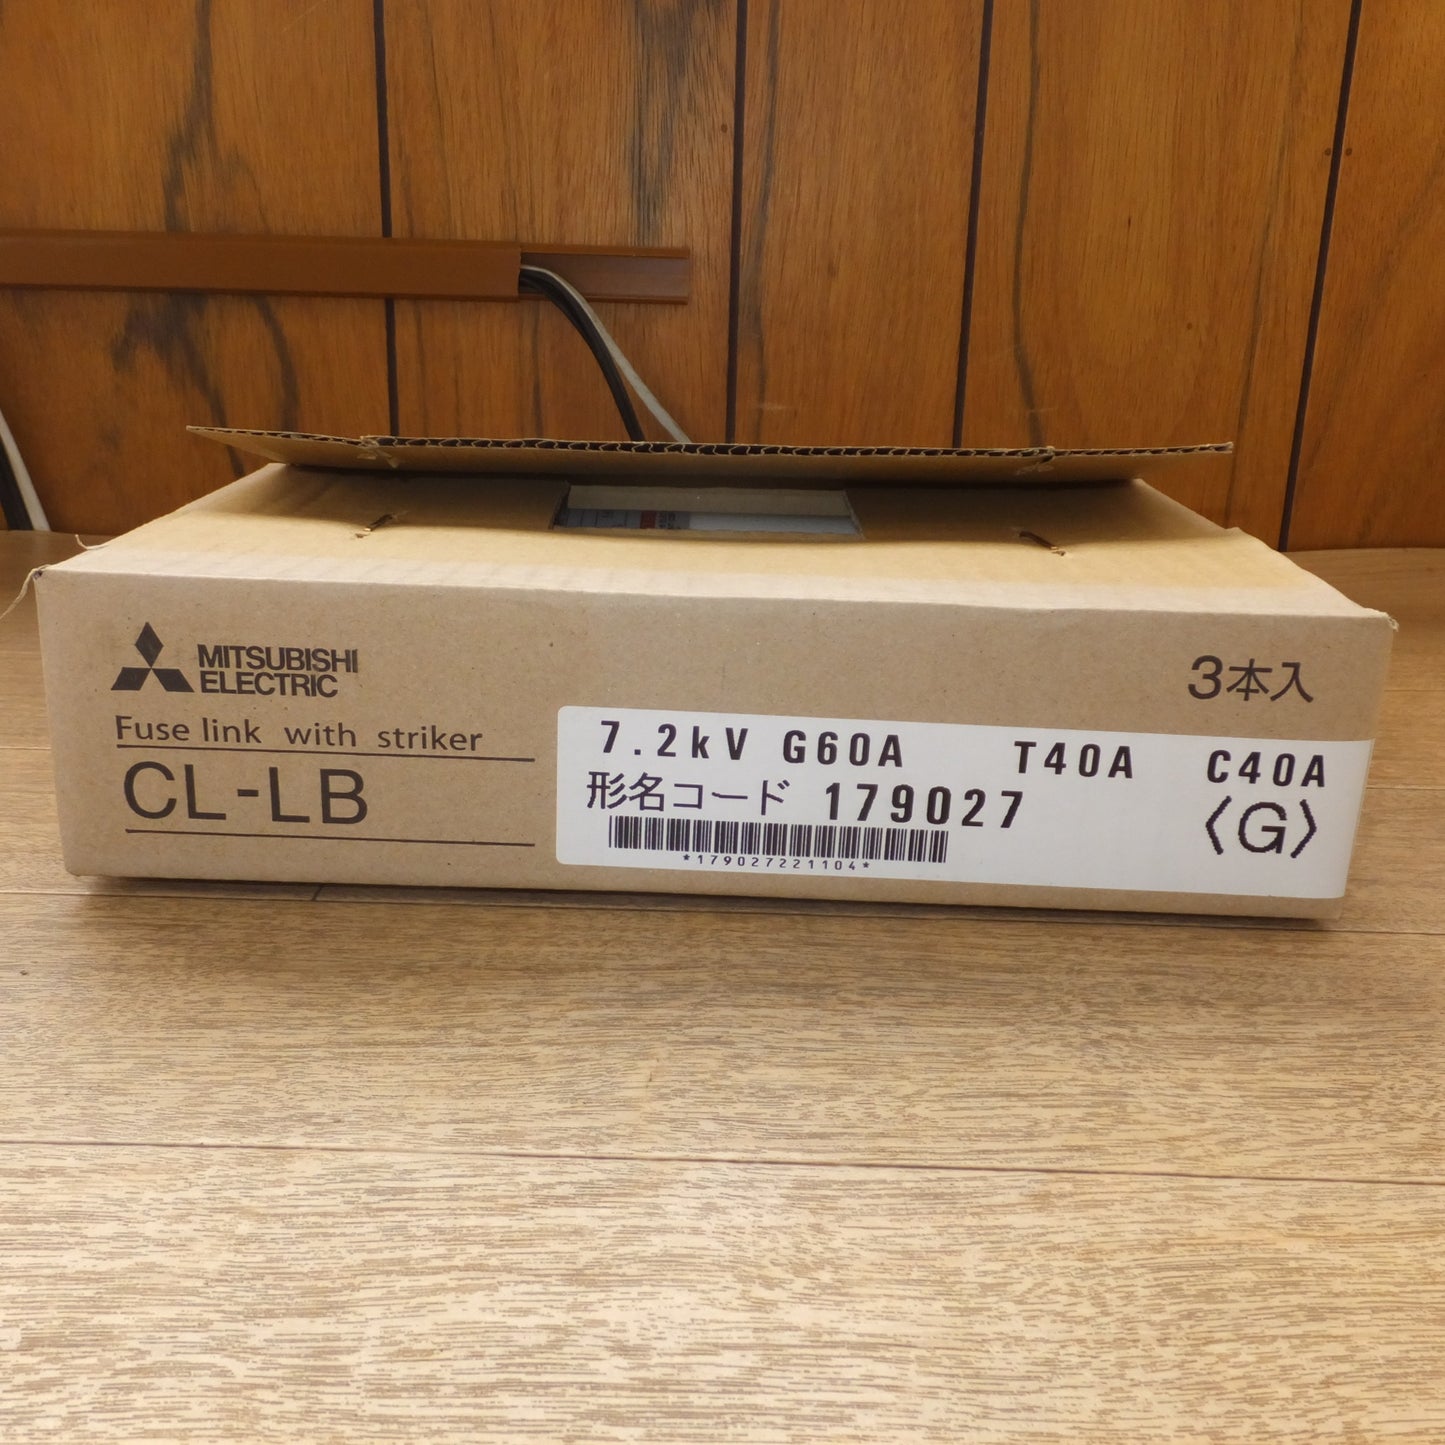 MITSUBISHI
ELECTRIC
3本入
Fuse link with striker
CL-LB
7.2kV G60A T40A C40A
形名コード 179027
〈G〉
*179027221104*